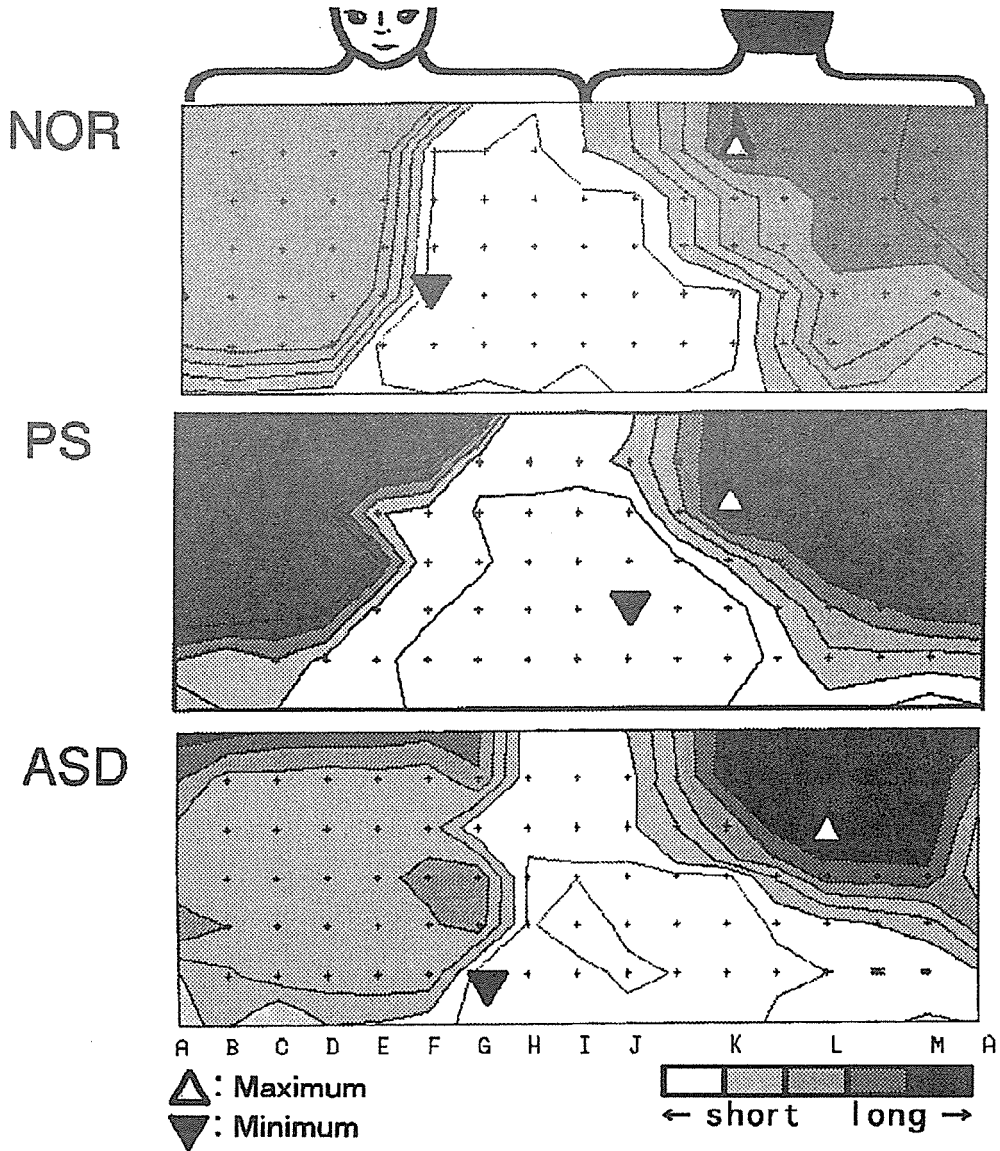 NOR
PS
ASD
A B C D E F G H I J K L M A
△: Maximum
▼: Minimum
← short long →